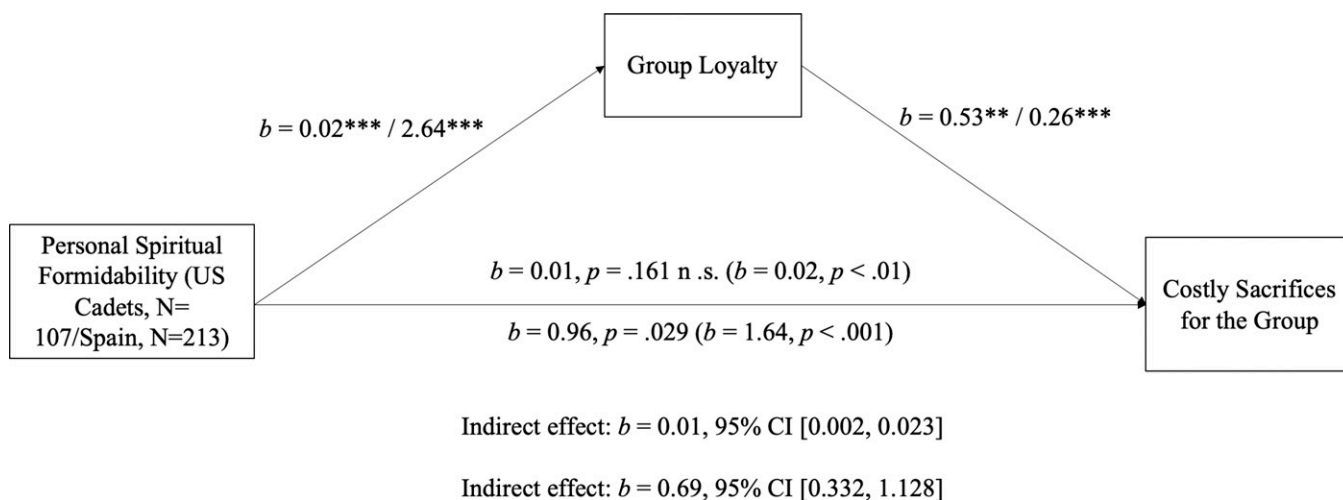 Group Loyalty
b = 0.02*** / 2.64***
b = 0.53** / 0.26***
Personal Spiritual
Formidability (US
Cadets, N=
107/Spain, N=213)
b = 0.01, p = .161 n .s. (b = 0.02, p < .01)
b = 0.96, p = .029 (b = 1.64, p < .001)
Costly Sacrifices
for the Group
Indirect effect: b = 0.01, 95% CI [0.002, 0.023]
Indirect effect: b = 0.69, 95% CI [0.332, 1.128]